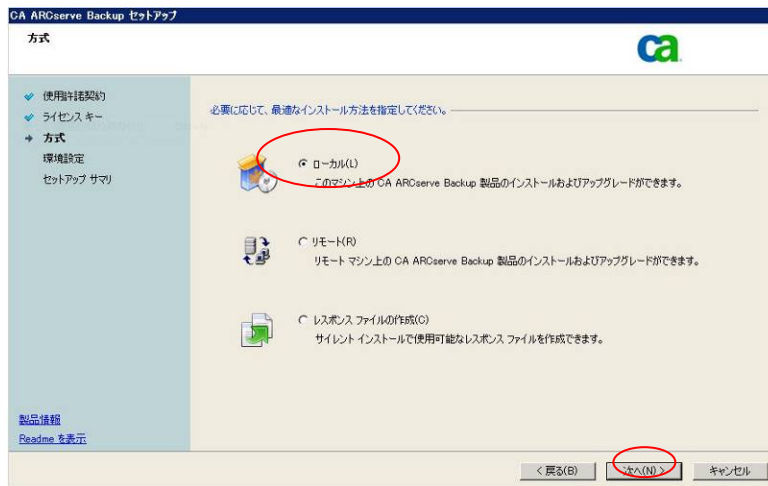 CA ARCserve Backup セットアップ
方式
ca
使用許諾契約
ライセンス キー
方式
環境設定
セットアップ サマリ
必要に応じて、最適なインストール方法を指定してください。
ローカル(L)
このマシン上の CA ARCserve Backup 製品のインストールおよびアップグレードができます。
リモート(R)
リモート マシン上の CA ARCserve Backup 製品のインストールおよびアップグレードができます。
レスポンス ファイルの作成(C)
サイレント インストールで使用可能なレスポンス ファイルを作成できます。
製品情報
Readme を表示
< 戻る(B)
次へ(N) >
キャンセル